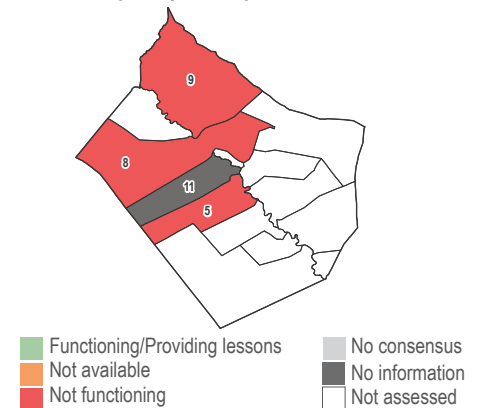 9
8
11
5
Functioning/Providing lessons
Not available
Not functioning
No consensus
No information
Not assessed